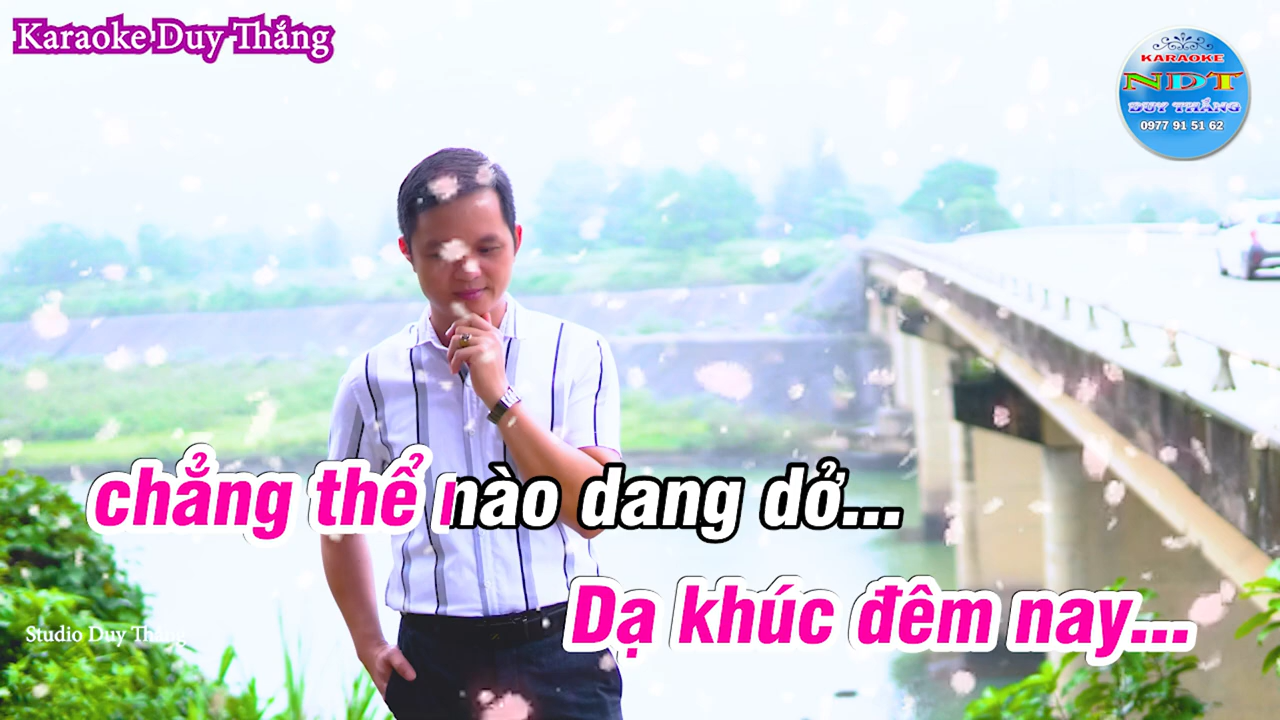 Karaoke Duy Thắng
KARAOKE
NDT
DUY THẮNG
0977 91 51 62
chẳng thể nào dang dở...
Dạ khúc đêm nay...
Studio Duy Thắng